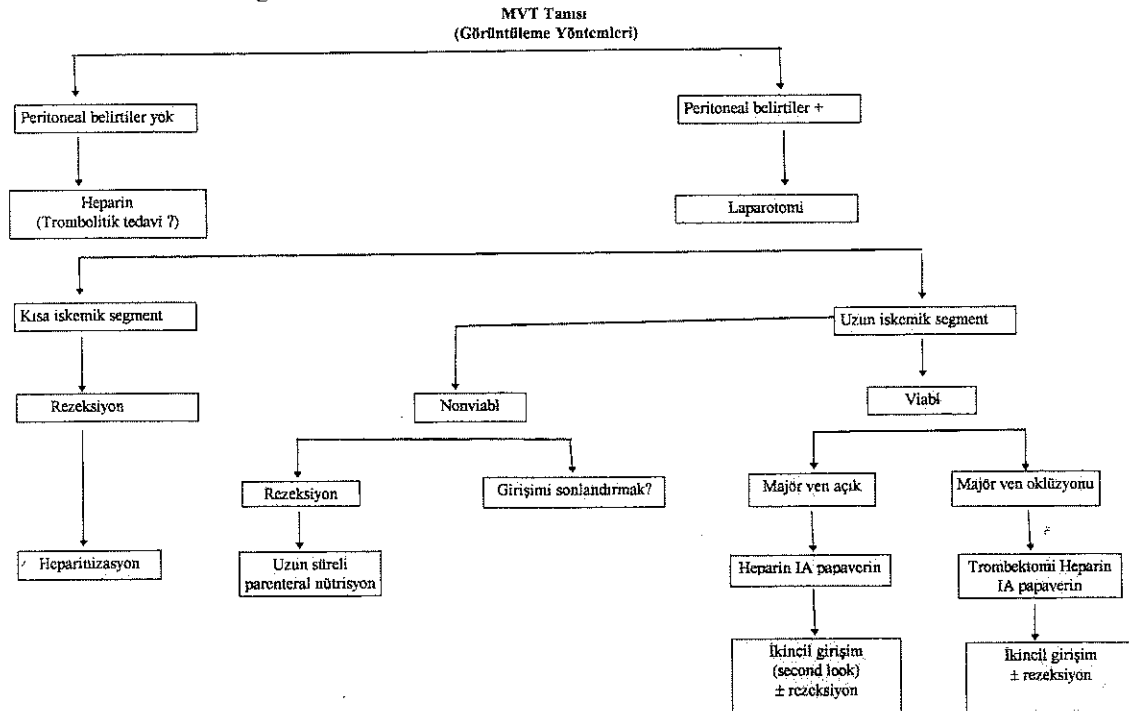 MVT Tanısı
(Görüntüleme Yöntemleri)
Peritoneal belirtiler yok
Peritoneal belirtiler +
Heparin
(Trombolitik tedavi ?)
Laparotomi
Kısa iskemik segment
Uzun iskemik segment
Rezeksiyon
Nonviabl
Viabl
Rezeksiyon
Girişimi sonlandırmak?
Majör ven açık
Majör ven oklüzyonu
Heparinizasyon
Uzun süreli
parenteral nütrisyon
Heparin IA papaverin
Trombektomi Heparin
IA papaverin
İkincil girişim
(second look)
± rezeksiyon
İkincil girişim
± rezeksiyon